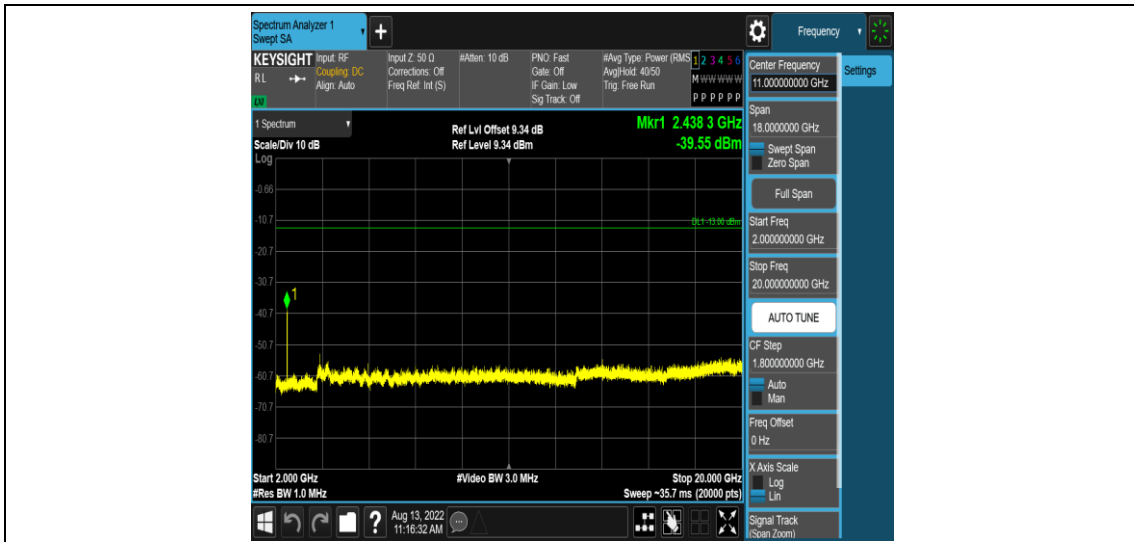 Spectrum Analyzer 1
Swept SA
+
Frequency
KEYSIGHT
RL
LM
Input: RF
Coupling: DC
Align: Auto
Input Z: 50 Ω
Corrections: Off
Freq Ref: Int (S)
#Atten: 10 dB
PNO: Fast
Gate: Off
IF Gain: Low
Sig Track: Off
#Avg Type: Power (RMS
Avg|Hold: 40/50
Trig: Free Run
1 2 3 4 5 6
M W W W W W
P P P P P P
1 Spectrum
Scale/Div 10 dB
Log
Ref Lvl Offset 9.34 dB
Ref Level 9.34 dBm
Mkr1 2.438 3 GHz
-39.55 dBm
-0.66
-10.7
DL1 -13.00 dBm
-20.7
-30.7
1
-40.7
-50.7
-60.7
-70.7
-80.7
Start 2.000 GHz
#Res BW 1.0 MHz
#Video BW 3.0 MHz
Stop 20.000 GHz
Sweep ~35.7 ms (20000 pts)
?
Aug 13, 2022
11:16:32 AM
Center Frequency
11.000000000 GHz
Settings
Span
18.0000000 GHz
Swept Span
Zero Span
Full Span
Start Freq
2.000000000 GHz
Stop Freq
20.000000000 GHz
AUTO TUNE
CF Step
1.800000000 GHz
Auto
Man
Freq Offset
0 Hz
X Axis Scale
Log
Lin
Signal Track
(Span Zoom)